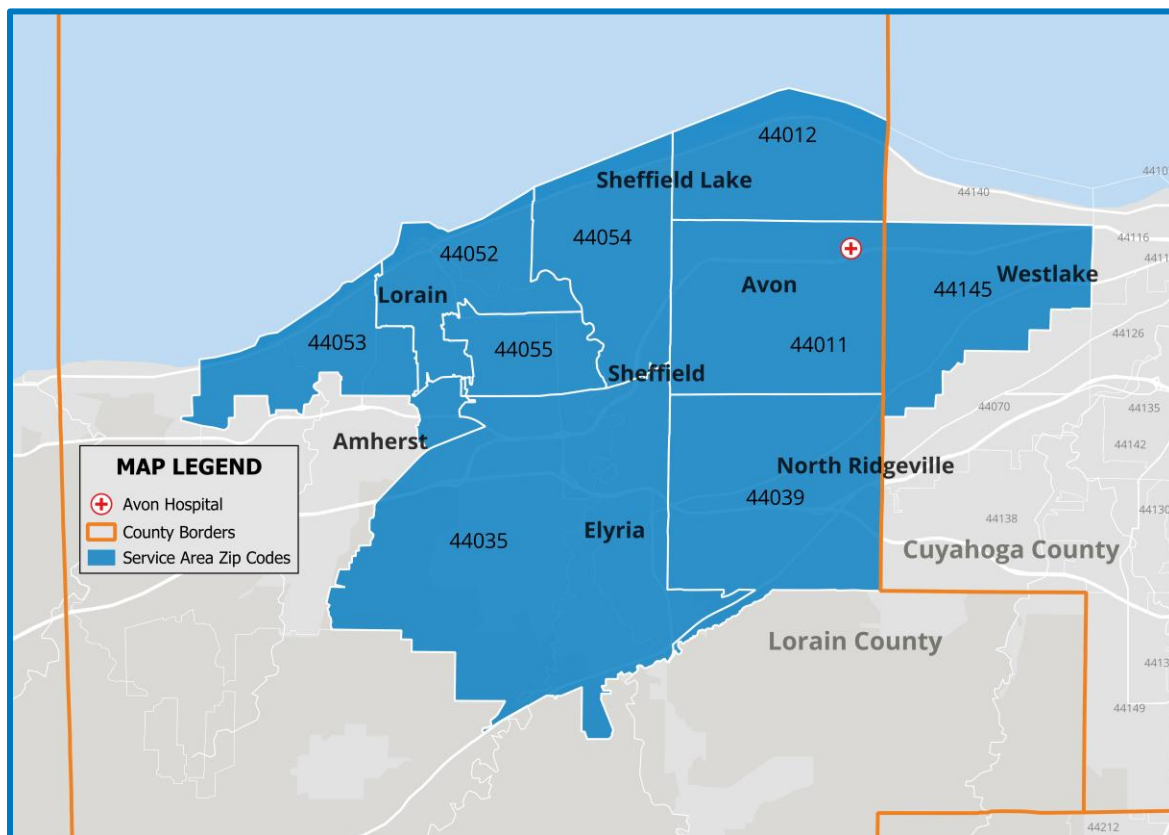 44012
44107
Sheffield Lake
44140
44052
44054
44116
Avon
Westlake
44145
Lorain
44053
44055
44011
44126
Sheffield
44070
44135
Amherst
44142
North Ridgeville
44039
MAP LEGEND
Avon Hospital
County Borders
Service Area Zip Codes
44035
Elyria
44138
44130
Cuyahoga County
Lorain County
44149
44212